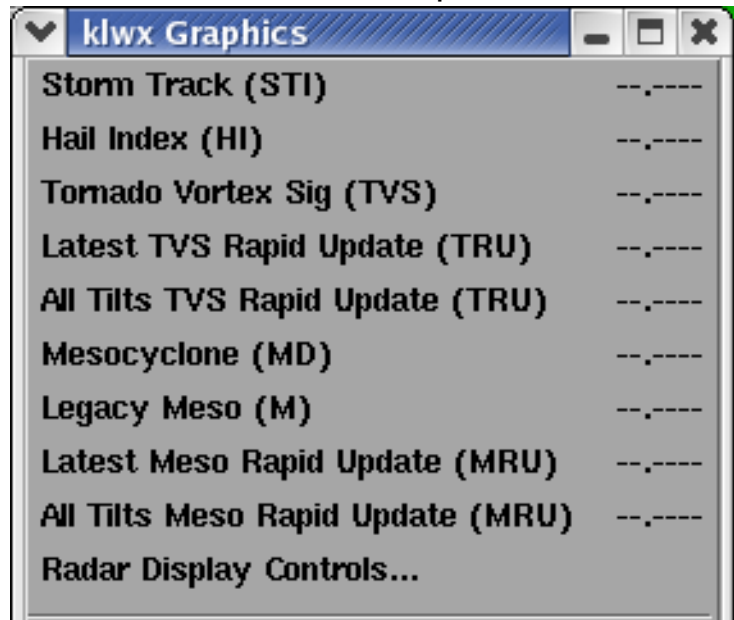 klwx Graphics
Storm Track (STI) --.----
Hail Index (HI) --.----
Tornado Vortex Sig (TVS) --.----
Latest TVS Rapid Update (TRU) --.----
All Tilts TVS Rapid Update (TRU) --.----
Mesocyclone (MD) --.----
Legacy Meso (M) --.----
Latest Meso Rapid Update (MRU) --.----
All Tilts Meso Rapid Update (MRU) --.----
Radar Display Controls...